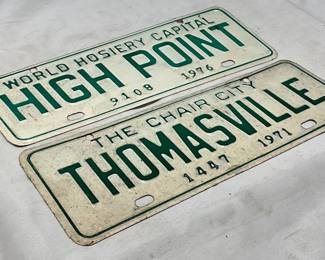 WORLD HOSIERY CAPITAL
HIGH POINT
9108 1976
THE CHAIR CITY
THOMASVILLE
1447 1971